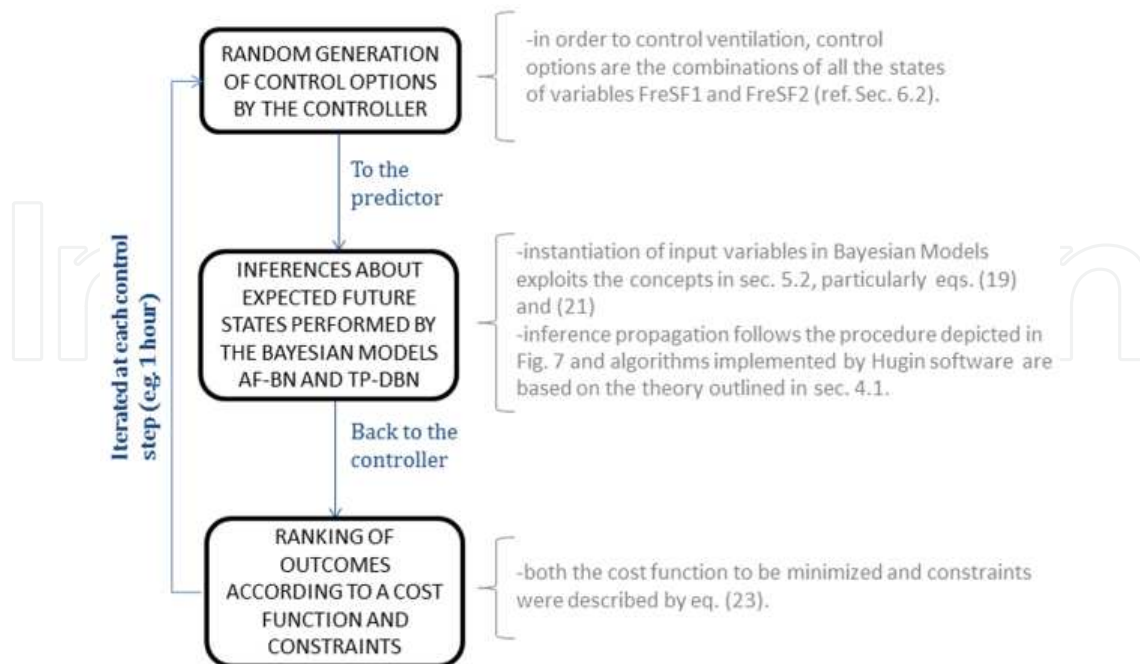 RANDOM GENERATION
OF CONTROL OPTIONS
BY THE CONTROLLER
-in order to control ventilation, control
options are the combinations of all the states
of variables FreSF1 and FreSF2 (ref. Sec. 6.2).
To the
predictor
Iterated at each control
step (e.g. 1 hour)
INFERENCES ABOUT
EXPECTED FUTURE
STATES PERFORMED BY
THE BAYESIAN MODELS
AF-BN AND TP-DBN
-instantiation of input variables in Bayesian Models
exploits the concepts in sec. 5.2, particularly eqs. (19)
and (21)
-inference propagation follows the procedure depicted in
Fig. 7 and algorithms implemented by Hugin software are
based on the theory outlined in sec. 4.1.
Back to the
controller
RANKING OF
OUTCOMES
ACCORDING TO A COST
FUNCTION AND
CONSTRAINTS
-both the cost function to be minimized and constraints
were described by eq. (23).